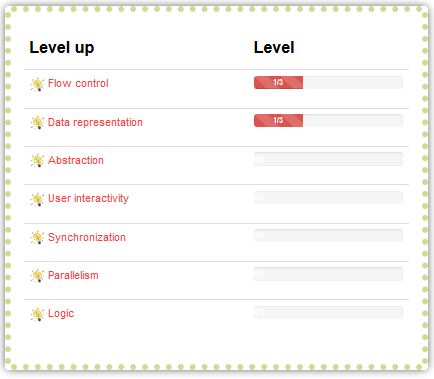 Level up Level
Flow control 1/3
Data representation 1/3
Abstraction
User interactivity
Synchronization
Parallelism
Logic